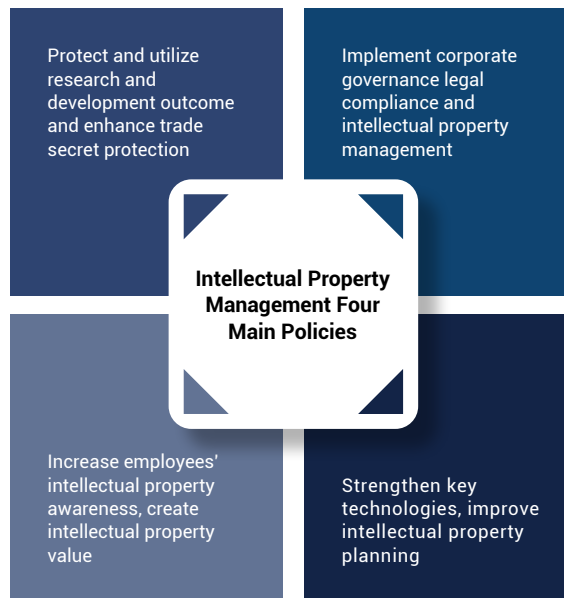 Protect and utilize
research and
development outcome
and enhance trade
secret protection
Implement corporate
governance legal
compliance and
intellectual property
management
Intellectual Property
Management Four
Main Policies
Increase employees'
intellectual property
awareness, create
intellectual property
value
Strengthen key
technologies, improve
intellectual property
planning